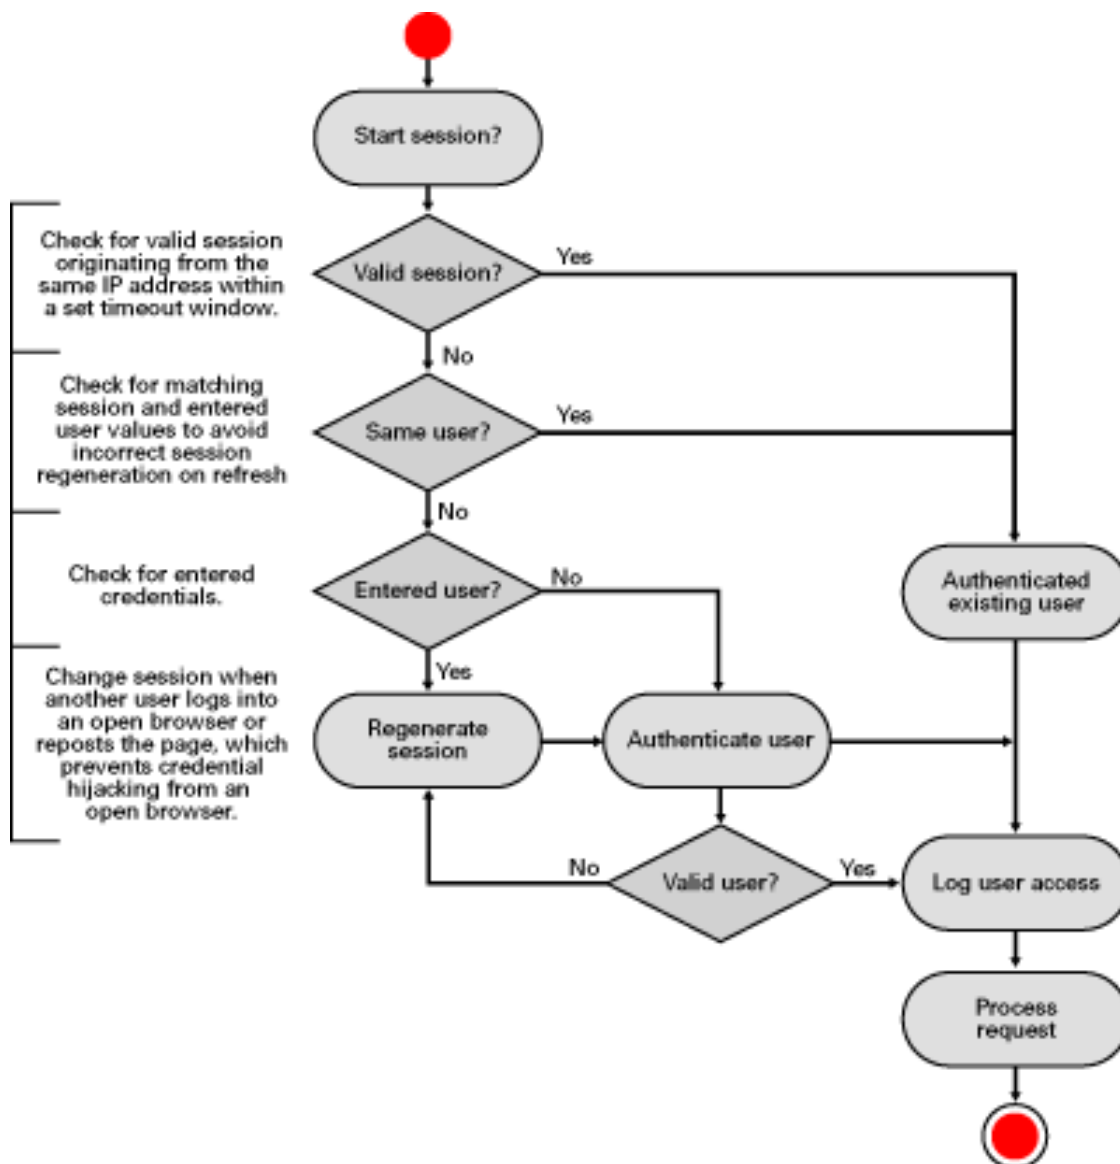 Start session?
Check for valid session
originating from the
same IP address within
a set timeout window.
Valid session?
Yes
No
Check for matching
session and entered
user values to avoid
incorrect session
regeneration on refresh
Same user?
Yes
No
Check for entered
credentials.
Entered user?
No
Authenticated
existing user
Yes
Change session when
another user logs into
an open browser or
reposts the page, which
prevents credential
hijacking from an
open browser.
Regenerate
session
Authenticate user
No
Valid user?
Yes
Log user access
Process
request